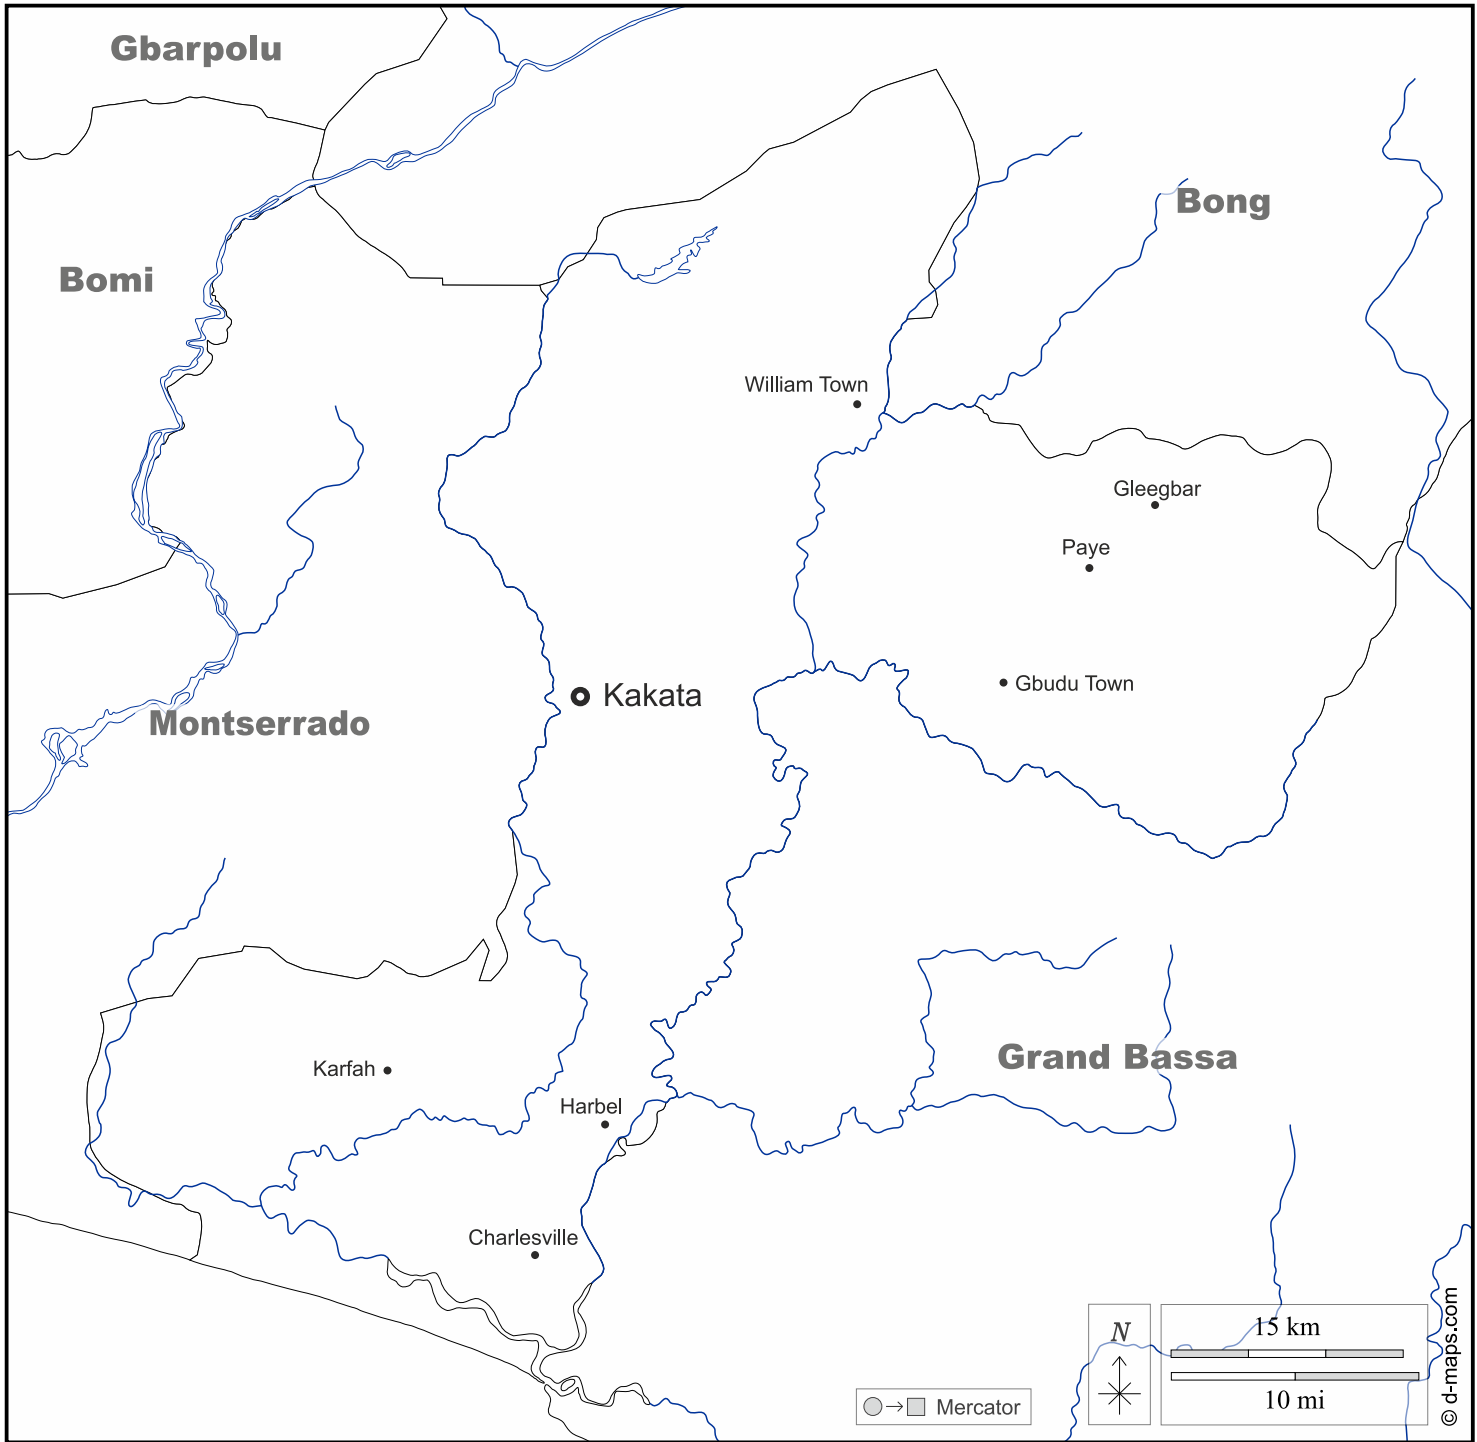 Gbarpolu
Bong
Bomi
William Town
Gleegbar
Paye
Gbudu Town
Kakata
Montserrado
Grand Bassa
Karfah
Harbel
Charlesville
N
15 km
10 mi
Mercator
© d-maps.com